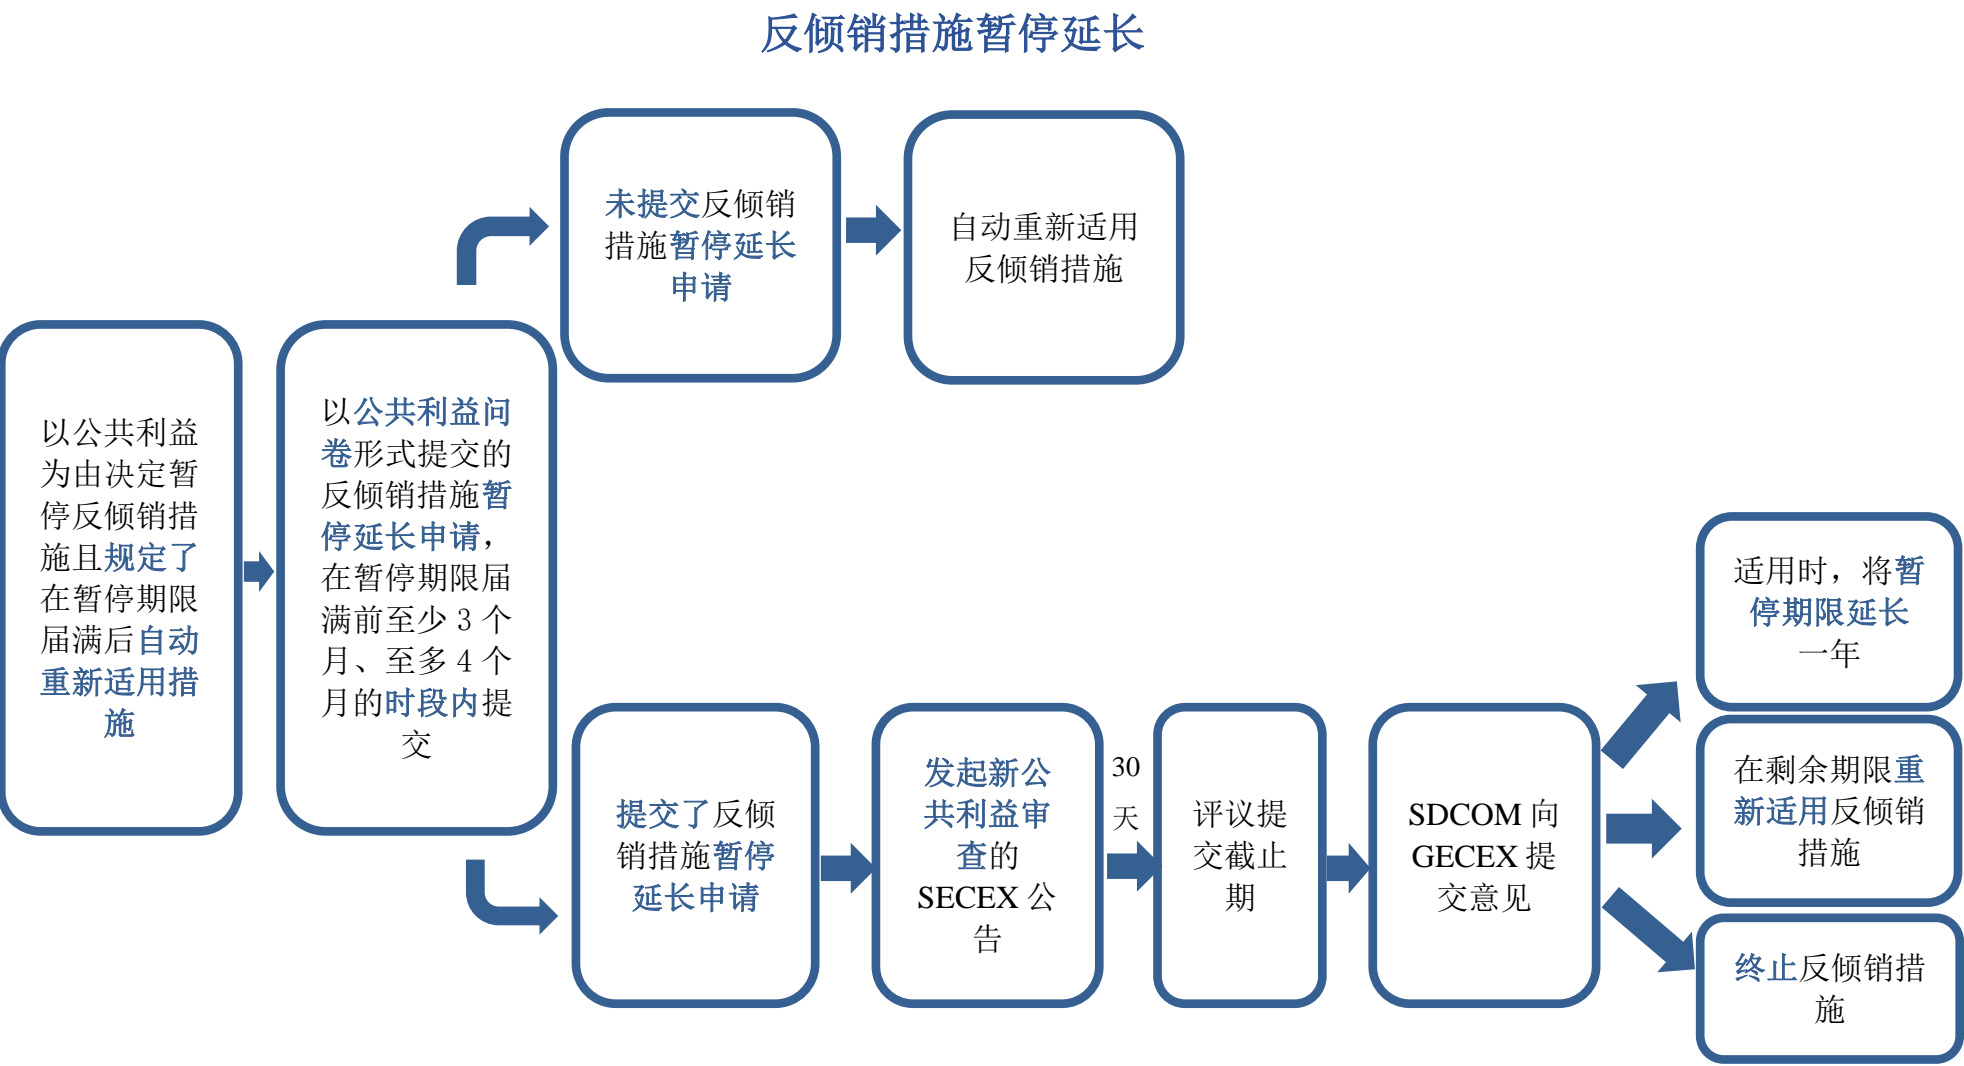 反倾销措施暂停延长
未提交反倾销
措施暂停延长
申请
自动重新适用
反倾销措施
以公共利益
为由决定暂
停反倾销措
施且规定了
在暂停期限
届满后自动
重新适用措
施
以公共利益问
卷形式提交的
反倾销措施暂
停延长申请，
在暂停期限届
满前至少 3 个
月、至多 4 个
月的时段内提
交
提交了反倾
销措施暂停
延长申请
发起新公
共利益审
查的
SECEX 公
告
30
天
评议提
交截止
期
SDCOM 向
GECEX 提
交意见
适用时，将暂
停期限延长
一年
在剩余期限重
新适用反倾销
措施
终止反倾销措
施